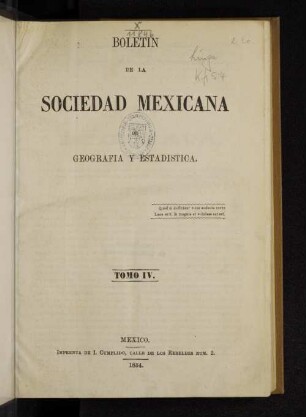 BOLETIN
DE LA
SOCIEDAD MEXICANA
GEOGRAFIA Y ESTADISTICA.
TOMO IV.
MEXICO.
IMPRENTA DE I. CUMPLIDO, CALLE DE LOS REBELDES NUM. 2.
1854.